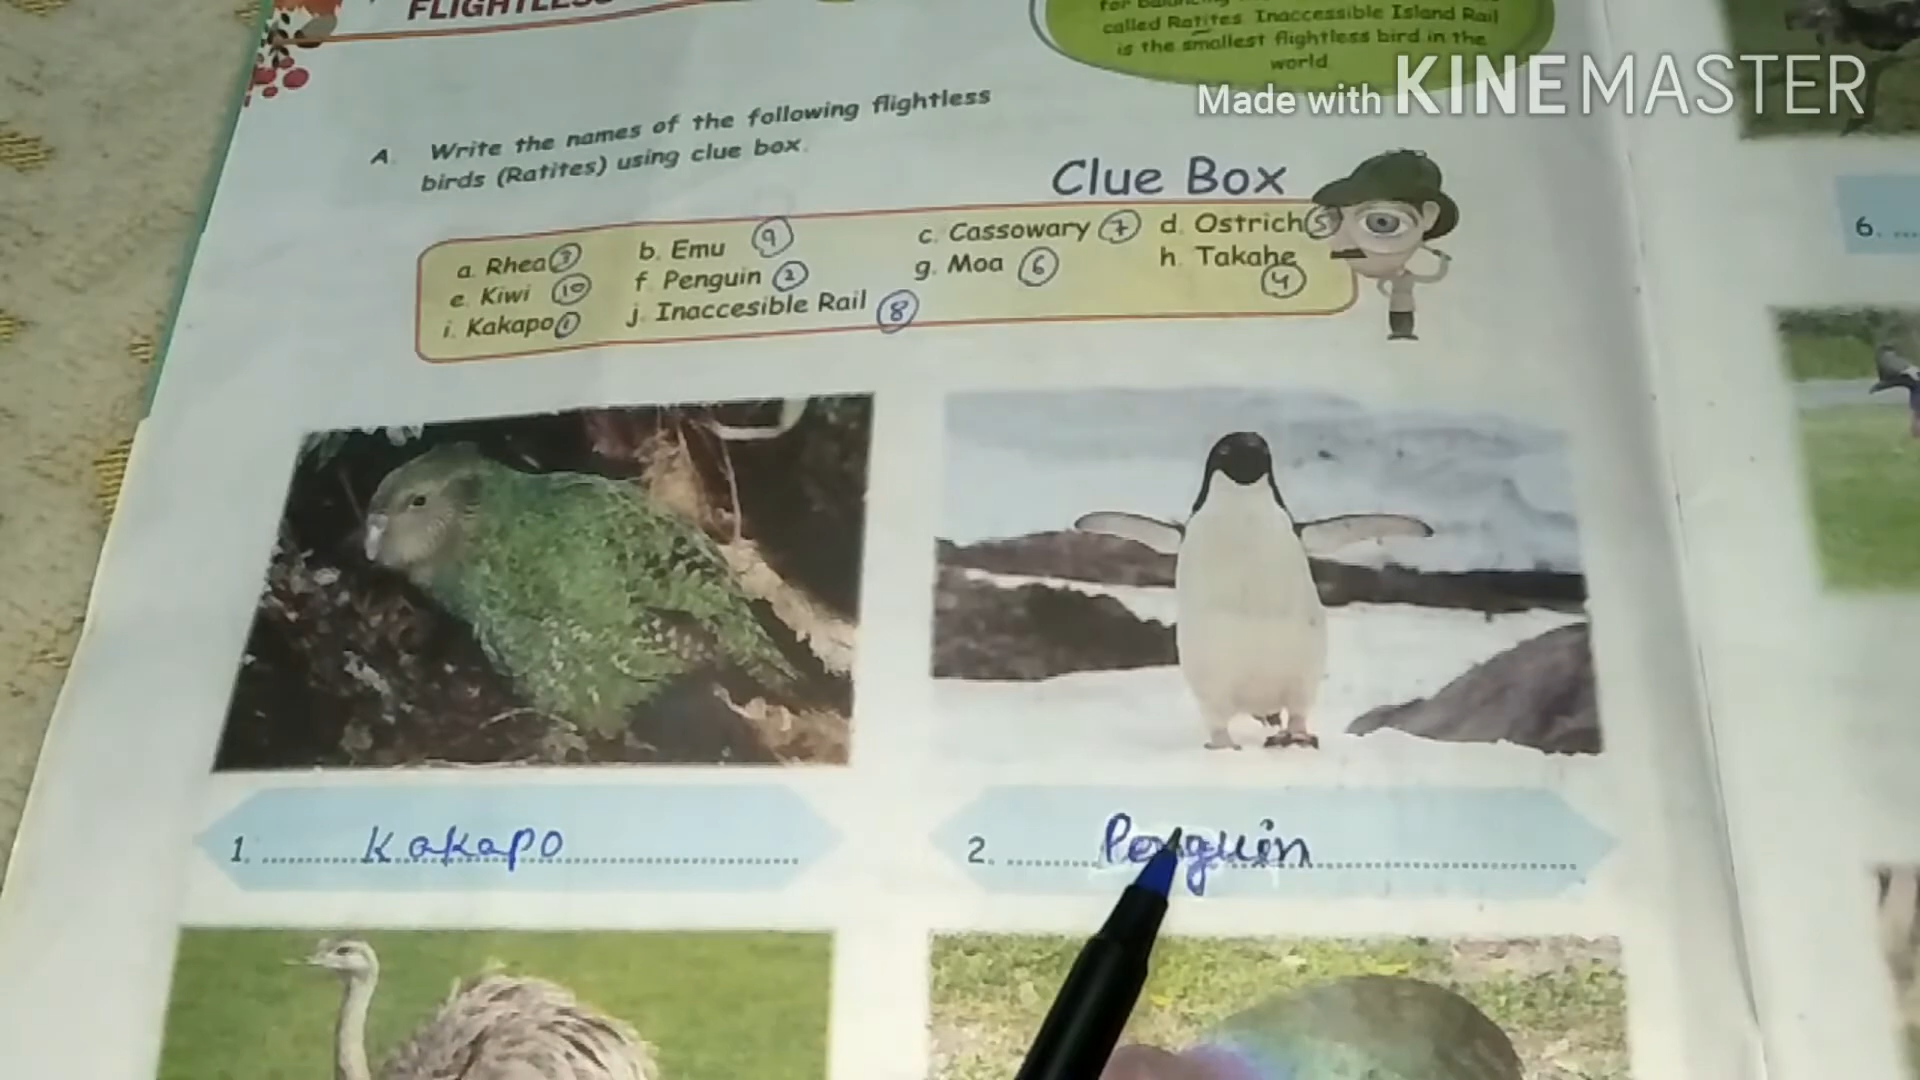 called Ratites. Inaccessible Island Rail
is the smallest flightless bird in the
world.
Made with KINEMASTER
A. Write the names of the following flightless
birds (Ratites) using clue box.
Clue Box
a. Rhea 3 b. Emu 9 c. Cassowary 7 d. Ostrich 5
e. Kiwi 10 f. Penguin 2 g. Moa 6 h. Takahe 4
i. Kakapo 1 j. Inaccesible Rail 8
6. ....
1. Kakapo
2. Penguin